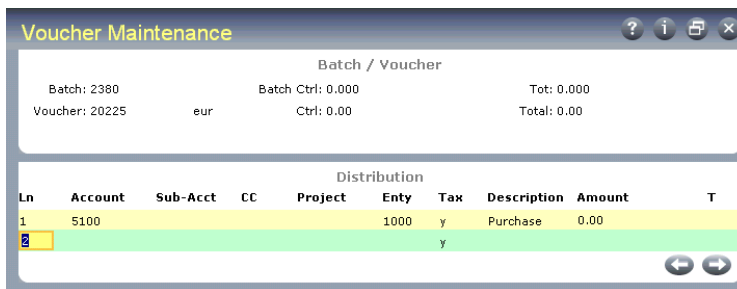 Voucher Maintenance ? i
Batch / Voucher
Batch: 2380 Batch Ctrl: 0.000 Tot: 0.000
Voucher: 20225 eur Ctrl: 0.00 Total: 0.00
Distribution
Ln Account Sub-Acct CC Project Enty Tax Description Amount T
1 5100 1000 y Purchase 0.00
2 y